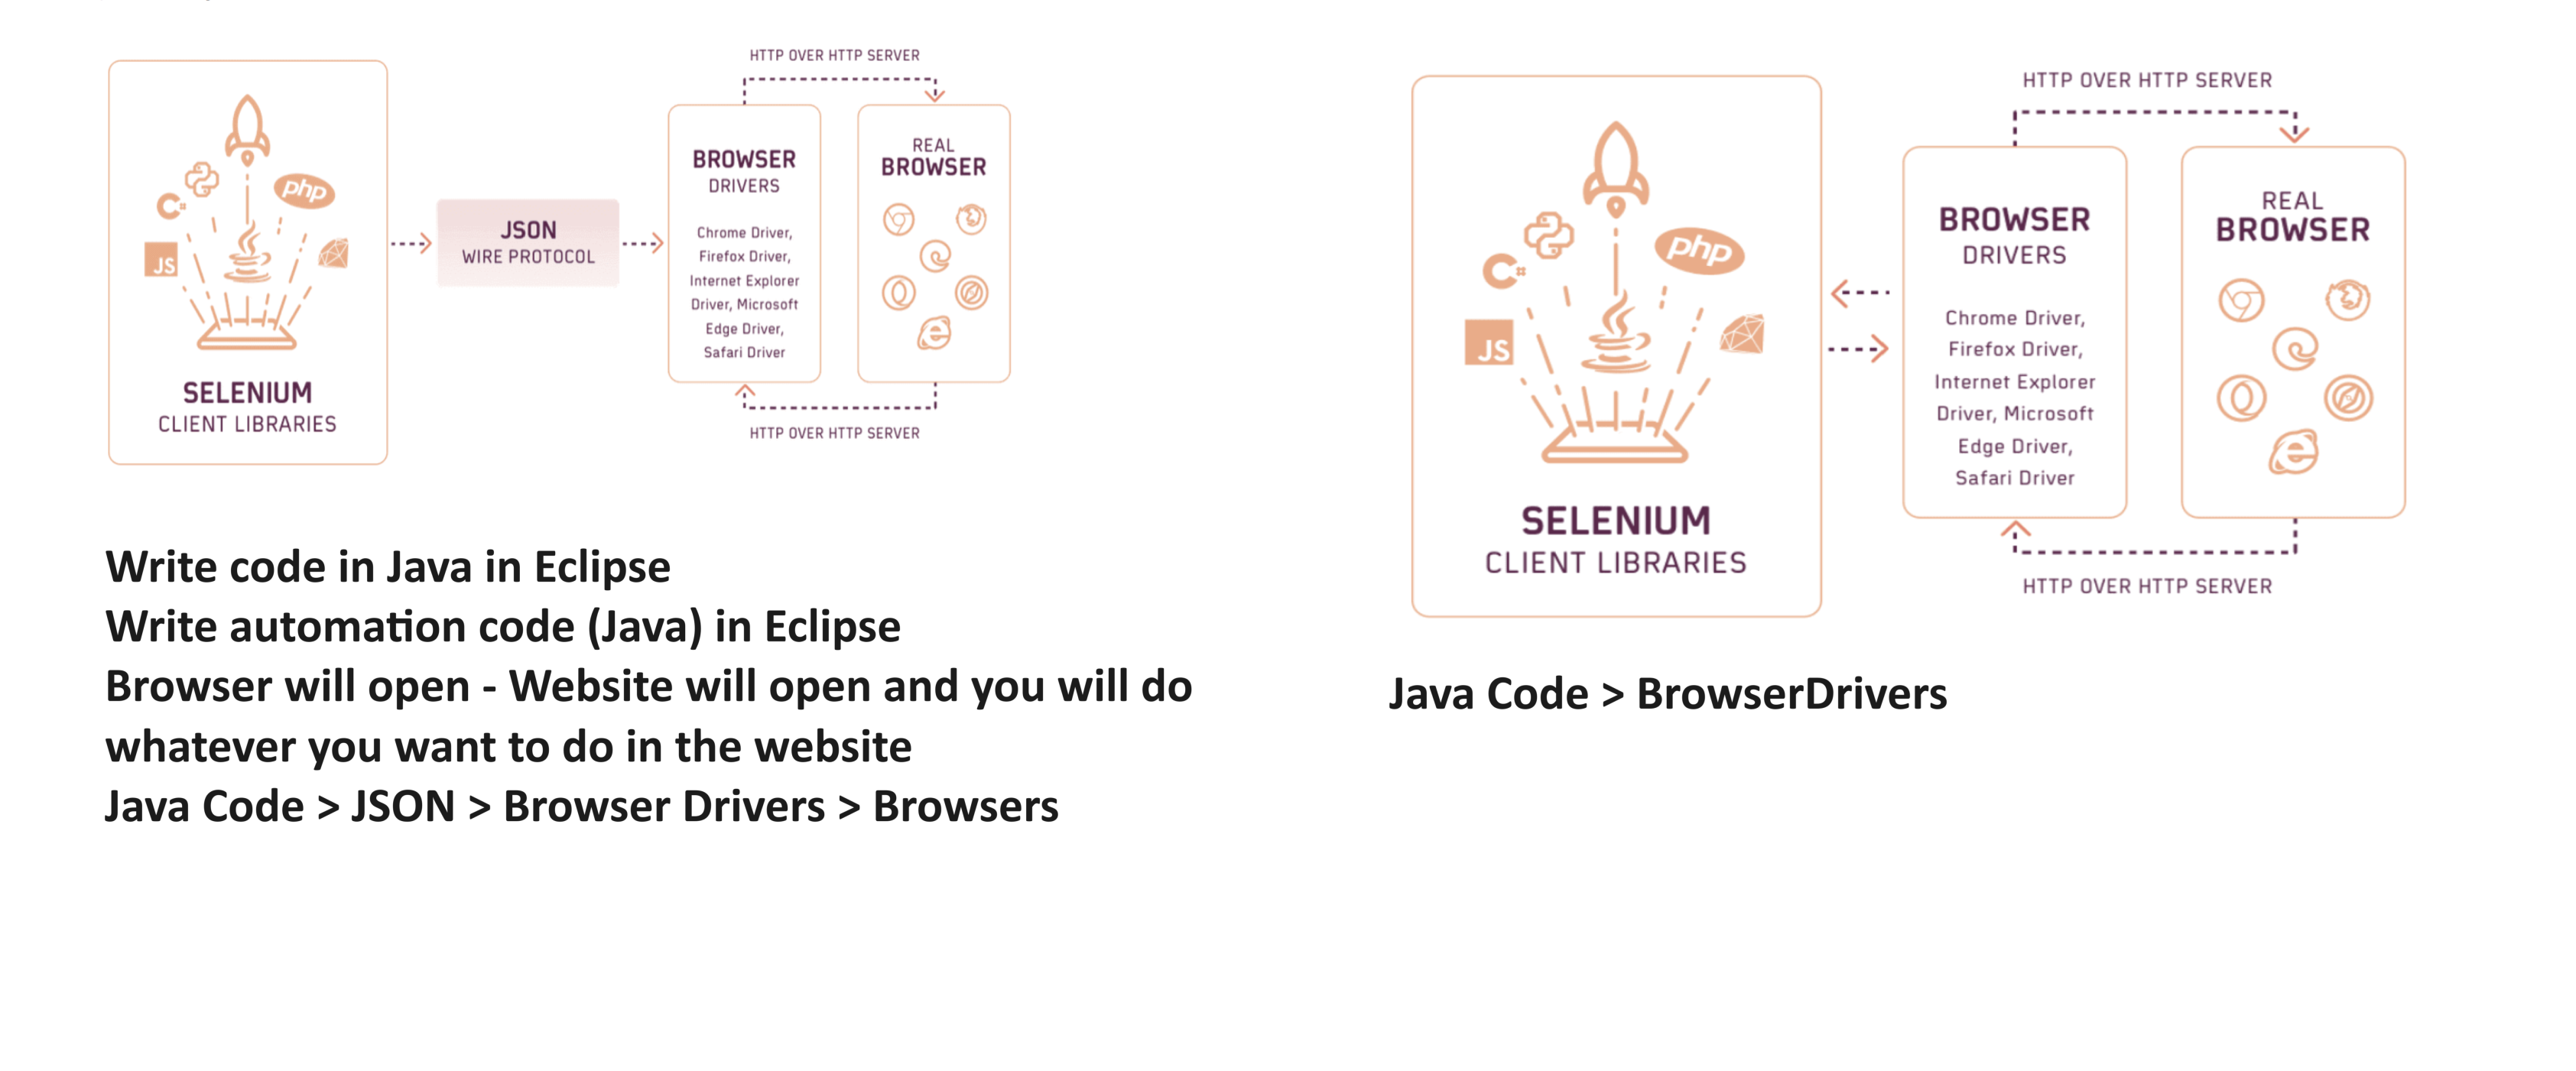 HTTP OVER HTTP SERVER
JS
C#
php
SELENIUM
CLIENT LIBRARIES
JSON
WIRE PROTOCOL
BROWSER
DRIVERS
Chrome Driver,
Firefox Driver,
Internet Explorer
Driver, Microsoft
Edge Driver,
Safari Driver
REAL
BROWSER
HTTP OVER HTTP SERVER
Write code in Java in Eclipse
Write automation code (Java) in Eclipse
Browser will open - Website will open and you will do
whatever you want to do in the website
Java Code > JSON > Browser Drivers > Browsers
HTTP OVER HTTP SERVER
JS
C#
php
SELENIUM
CLIENT LIBRARIES
BROWSER
DRIVERS
Chrome Driver,
Firefox Driver,
Internet Explorer
Driver, Microsoft
Edge Driver,
Safari Driver
REAL
BROWSER
HTTP OVER HTTP SERVER
Java Code > BrowserDrivers